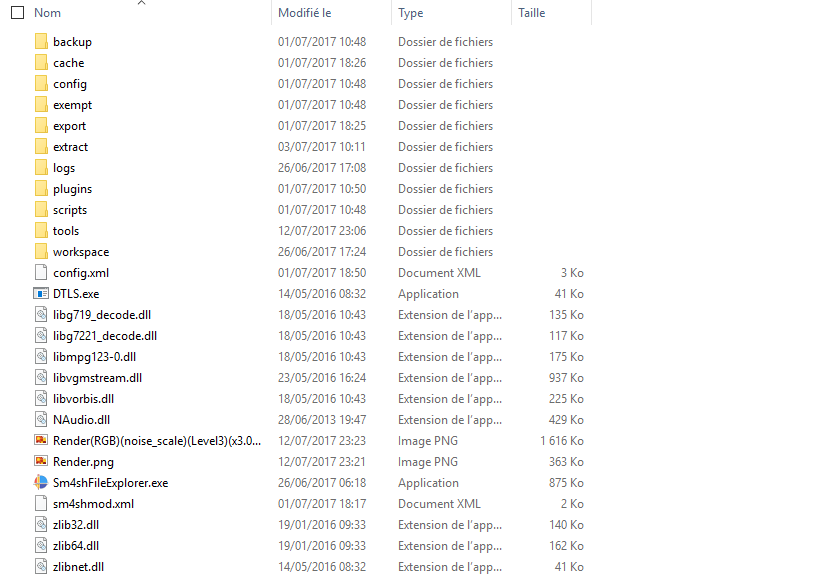 Nom Modifié le Type Taille
backup 01/07/2017 10:48 Dossier de fichiers
cache 01/07/2017 18:26 Dossier de fichiers
config 01/07/2017 10:48 Dossier de fichiers
exempt 01/07/2017 10:48 Dossier de fichiers
export 01/07/2017 18:25 Dossier de fichiers
extract 03/07/2017 10:11 Dossier de fichiers
logs 26/06/2017 17:08 Dossier de fichiers
plugins 01/07/2017 10:50 Dossier de fichiers
scripts 01/07/2017 10:48 Dossier de fichiers
tools 12/07/2017 23:06 Dossier de fichiers
workspace 26/06/2017 17:24 Dossier de fichiers
config.xml 01/07/2017 18:50 Document XML 3 Ko
DTLS.exe 14/05/2016 08:32 Application 41 Ko
libg719_decode.dll 18/05/2016 10:43 Extension de l'app... 135 Ko
libg7221_decode.dll 18/05/2016 10:43 Extension de l'app... 117 Ko
libmpg123-0.dll 18/05/2016 10:43 Extension de l'app... 175 Ko
libvgmstream.dll 23/05/2016 16:24 Extension de l'app... 937 Ko
libvorbis.dll 18/05/2016 10:43 Extension de l'app... 225 Ko
NAudio.dll 28/06/2013 19:47 Extension de l'app... 429 Ko
Render(RGB)(noise_scale)(Level3)(x3.0... 12/07/2017 23:23 Image PNG 1 616 Ko
Render.png 12/07/2017 23:21 Image PNG 363 Ko
Sm4shFileExplorer.exe 26/06/2017 06:18 Application 875 Ko
sm4shmod.xml 01/07/2017 18:17 Document XML 2 Ko
zlib32.dll 19/01/2016 09:33 Extension de l'app... 140 Ko
zlib64.dll 19/01/2016 09:33 Extension de l'app... 162 Ko
zlibnet.dll 14/05/2016 08:32 Extension de l'app... 41 Ko